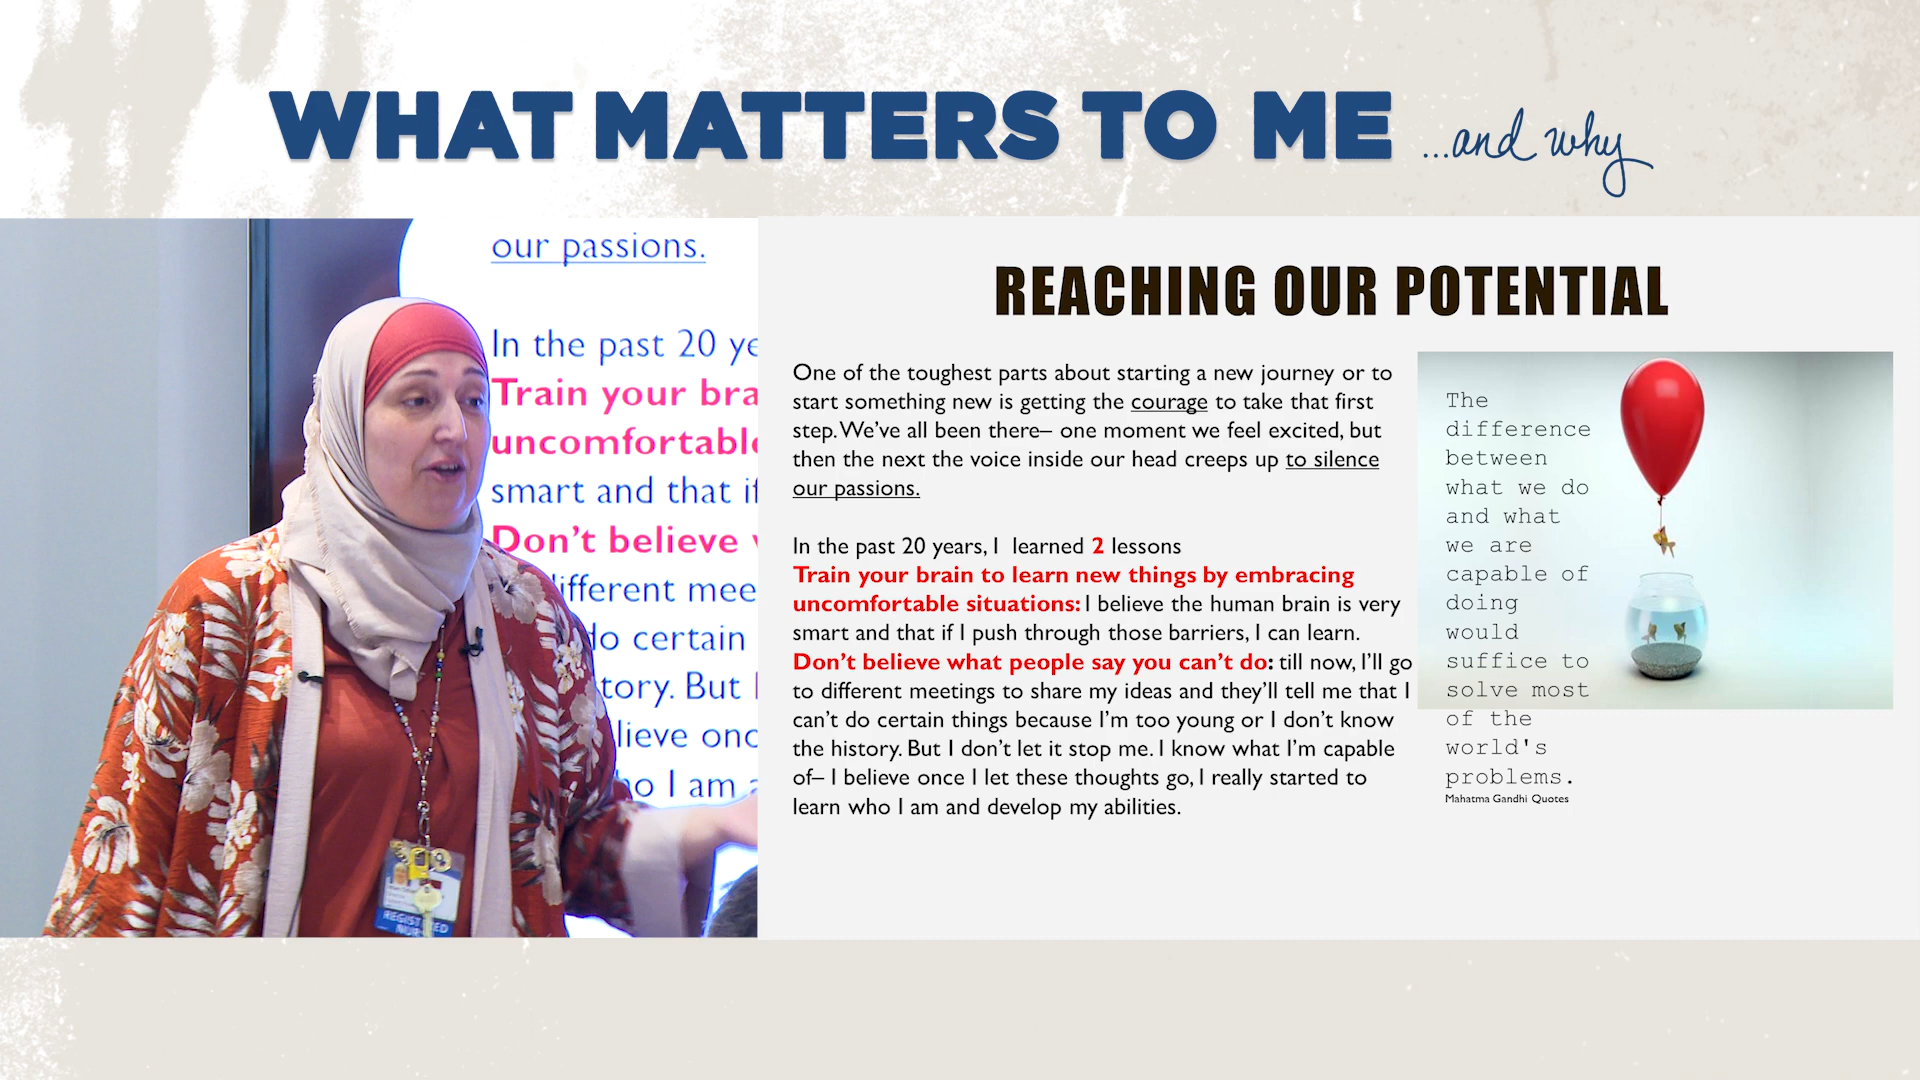 WHAT MATTERS TO ME ...and why
our passions.
In the past 20 ye
Train your bra
uncomfortable
smart and that if
Don't believe
ifferent mee
do certain
tory. But I
lieve onc
ho I am a
REGISTERED
NUR
REACHING OUR POTENTIAL
One of the toughest parts about starting a new journey or to
start something new is getting the courage to take that first
step. We've all been there– one moment we feel excited, but
then the next the voice inside our head creeps up to silence
our passions.
In the past 20 years, I learned 2 lessons
Train your brain to learn new things by embracing
uncomfortable situations: I believe the human brain is very
smart and that if I push through those barriers, I can learn.
Don't believe what people say you can't do: till now, I'll go
to different meetings to share my ideas and they'll tell me that I
can't do certain things because I'm too young or I don't know
the history. But I don't let it stop me. I know what I'm capable
of– I believe once I let these thoughts go, I really started to
learn who I am and develop my abilities.
The
difference
between
what we do
and what
we are
capable of
doing
would
suffice to
solve most
of the
world's
problems.
Mahatma Gandhi Quotes